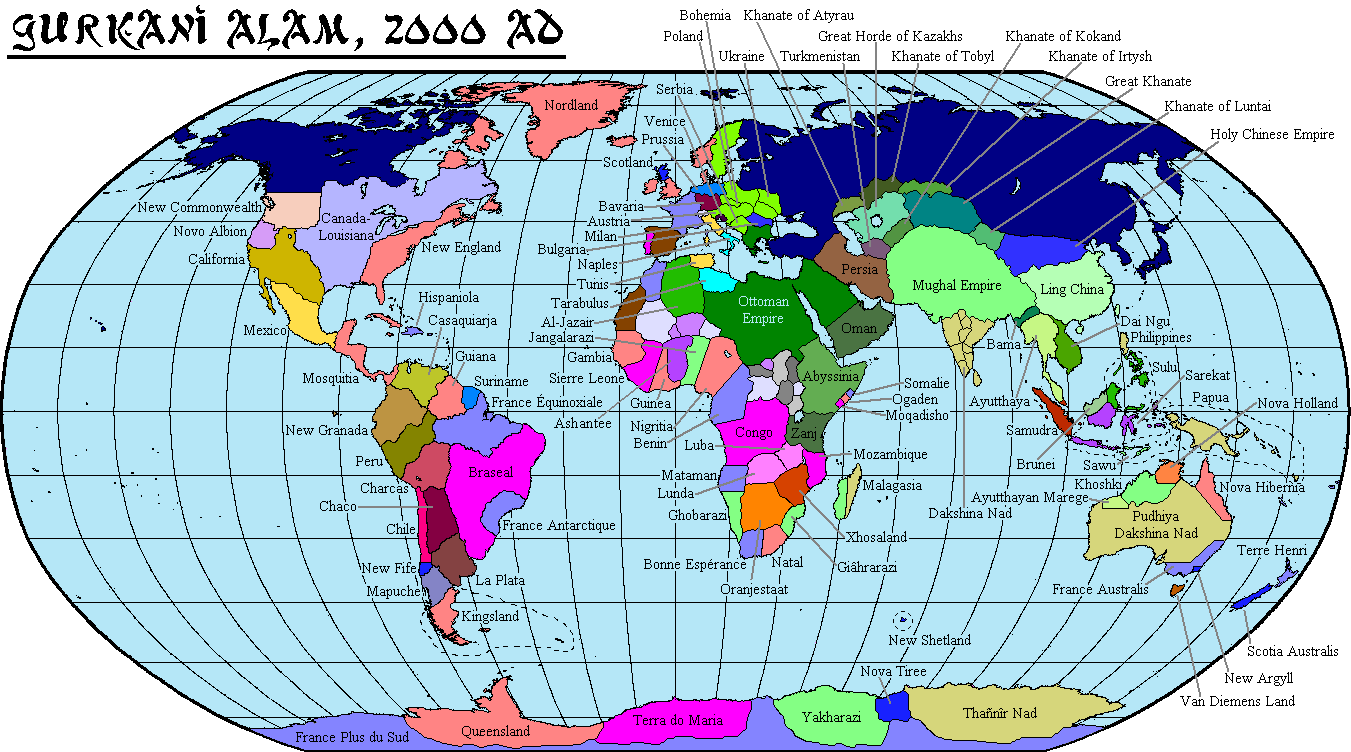 GURKANI ALAM, 2000 AD
Bohemia
Khanate of Atyrau
Poland
Great Horde of Kazakhs
Khanate of Kokand
Ukraine
Turkmenistan
Khanate of Tobyl
Khanate of Irtysh
Serbia
Great Khanate
Nordland
Khanate of Luntai
Venice
Prussia
Holy Chinese Empire
Scotland
New Commonwealth
Bavaria
Canada-
Louisiana
Austria
Novo Albion
Milan
New England
Bulgaria
California
Naples
Persia
Mughal Empire
Ling China
Tunis
Hispaniola
Tarabulus
Ottoman
Empire
Casaquiarja
Al-Jazair
Dai Ngu
Mexico
Oman
Jangalarazi
Bama
Philippines
Gambia
Guiana
Mosquitia
Sierre Leone
Suriname
Abyssinia
Somalie
Sulu
Sarekat
France Équinoxiale
Guinea
Ogaden
Ayutthaya
Papua
Nova Holland
Ashantee
Moqadisho
New Granada
Nigritia
Samudra
Benin
Congo
Zanj
Luba
Mozambique
Peru
Brunei
Sawu
Braseal
Mataman
Malagasia
Khoshki
Charcas
Lunda
Ayutthayan Marege
Nova Hibernia
Chaco
Ghobarazi
Dakshina Nad
Pudhiya
Dakshina Nad
France Antarctique
Chile
Xhosaland
Terre Henri
New Fife
Bonne Espérance
Natal
Giâhrarazi
La Plata
Mapuche
Oranjestaat
France Australis
Kingsland
New Shetland
Scotia Australis
Nova Tiree
New Argyll
Van Diemens Land
Thañnîr Nad
Terra do Maria
Yakharazi
Queensland
France Plus du Sud